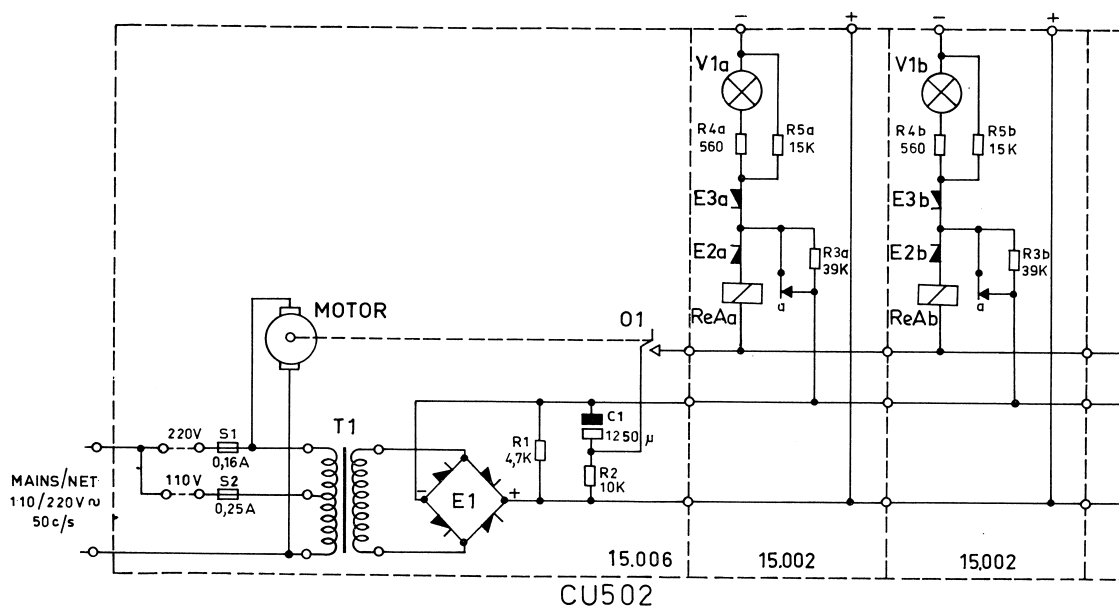 − + − +
V1a
V1b
R4a
560
R5a
15K
R4b
560
R5b
15K
E3a
E3b
E2a
R3a
39K
E2b
R3b
39K
a
a
ReAa
ReAb
MOTOR
O1
T1
220V
S1
0,16A
110V
S2
0,25A
MAINS/NET
110/220V~
50c/s
R1
4,7K
C1
1250 µ
R2
10K
− E1 +
15.006
15.002
15.002
CU502